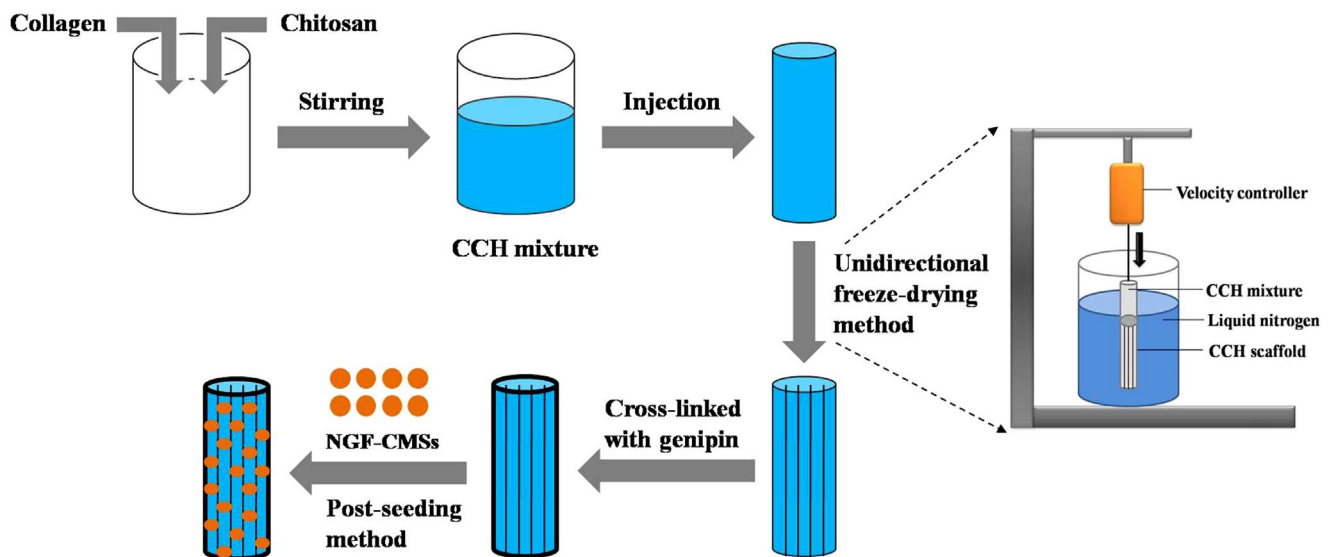 Collagen
Chitosan
Stirring
Injection
CCH mixture
Unidirectional
freeze-drying
method
Velocity controller
CCH mixture
Liquid nitrogen
CCH scaffold
Cross-linked
with genipin
NGF-CMSs
Post-seeding
method